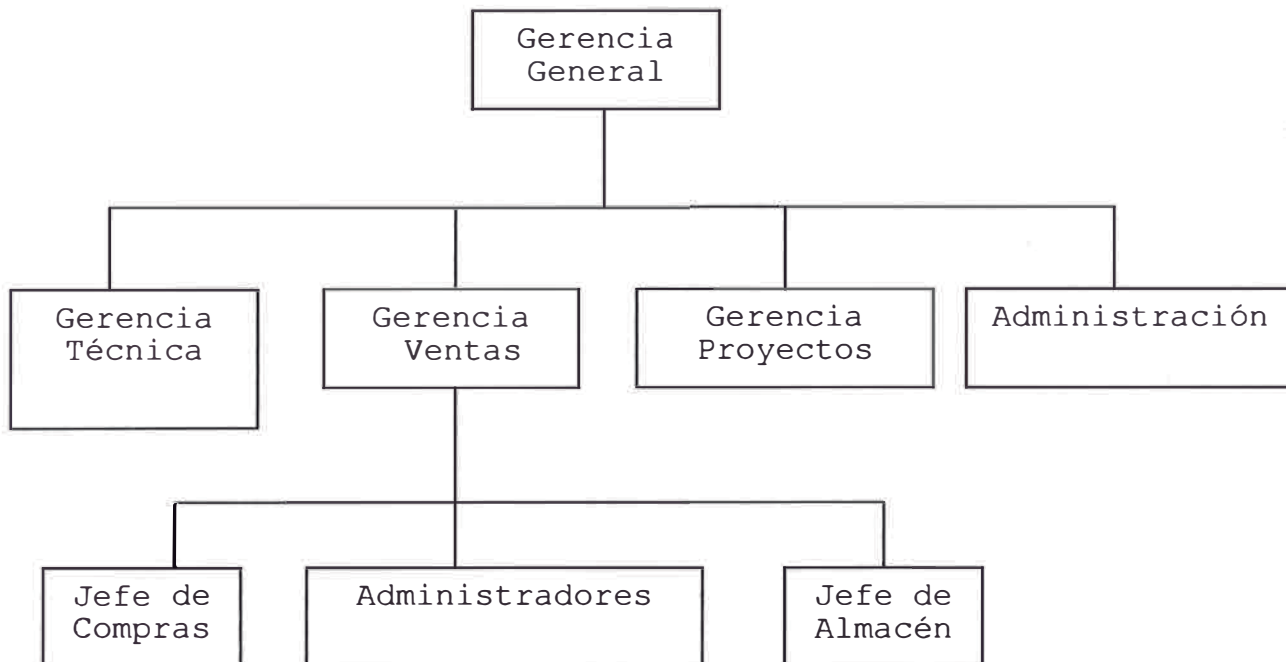 Gerencia
General
Gerencia
Técnica
Gerencia
Ventas
Gerencia
Proyectos
Administración
Jefe de
Compras
Administradores
Jefe de
Almacén